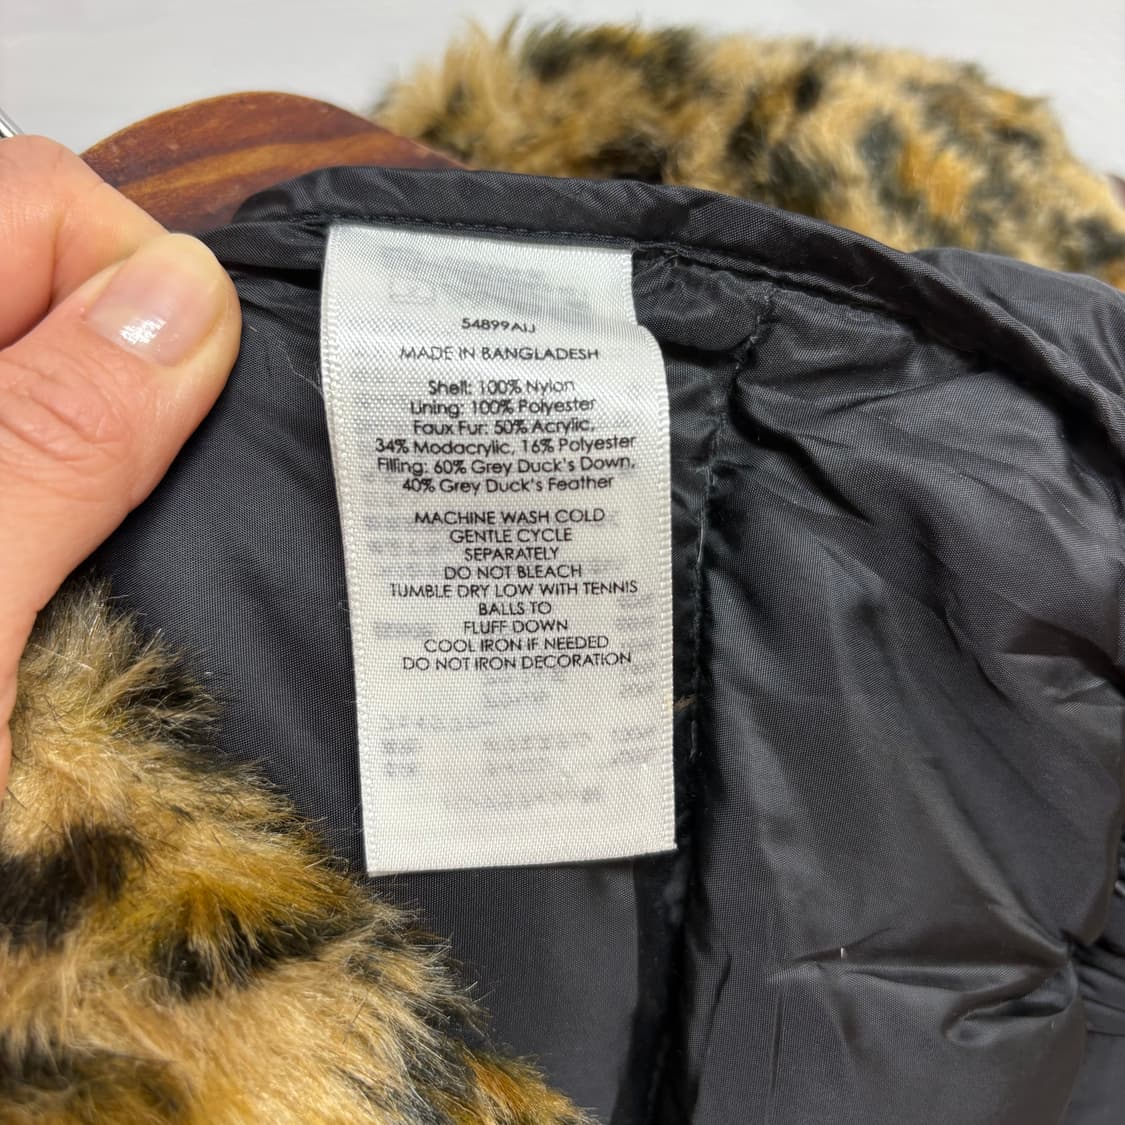 54899AIJ
MADE IN BANGLADESH
Shell: 100% Nylon
Lining: 100% Polyester
Faux Fur: 50% Acrylic,
34% Modacrylic, 16% Polyester
Filling: 60% Grey Duck's Down,
40% Grey Duck's Feather
MACHINE WASH COLD
GENTLE CYCLE
SEPARATELY
DO NOT BLEACH
TUMBLE DRY LOW WITH TENNIS
BALLS TO
FLUFF DOWN
COOL IRON IF NEEDED
DO NOT IRON DECORATION